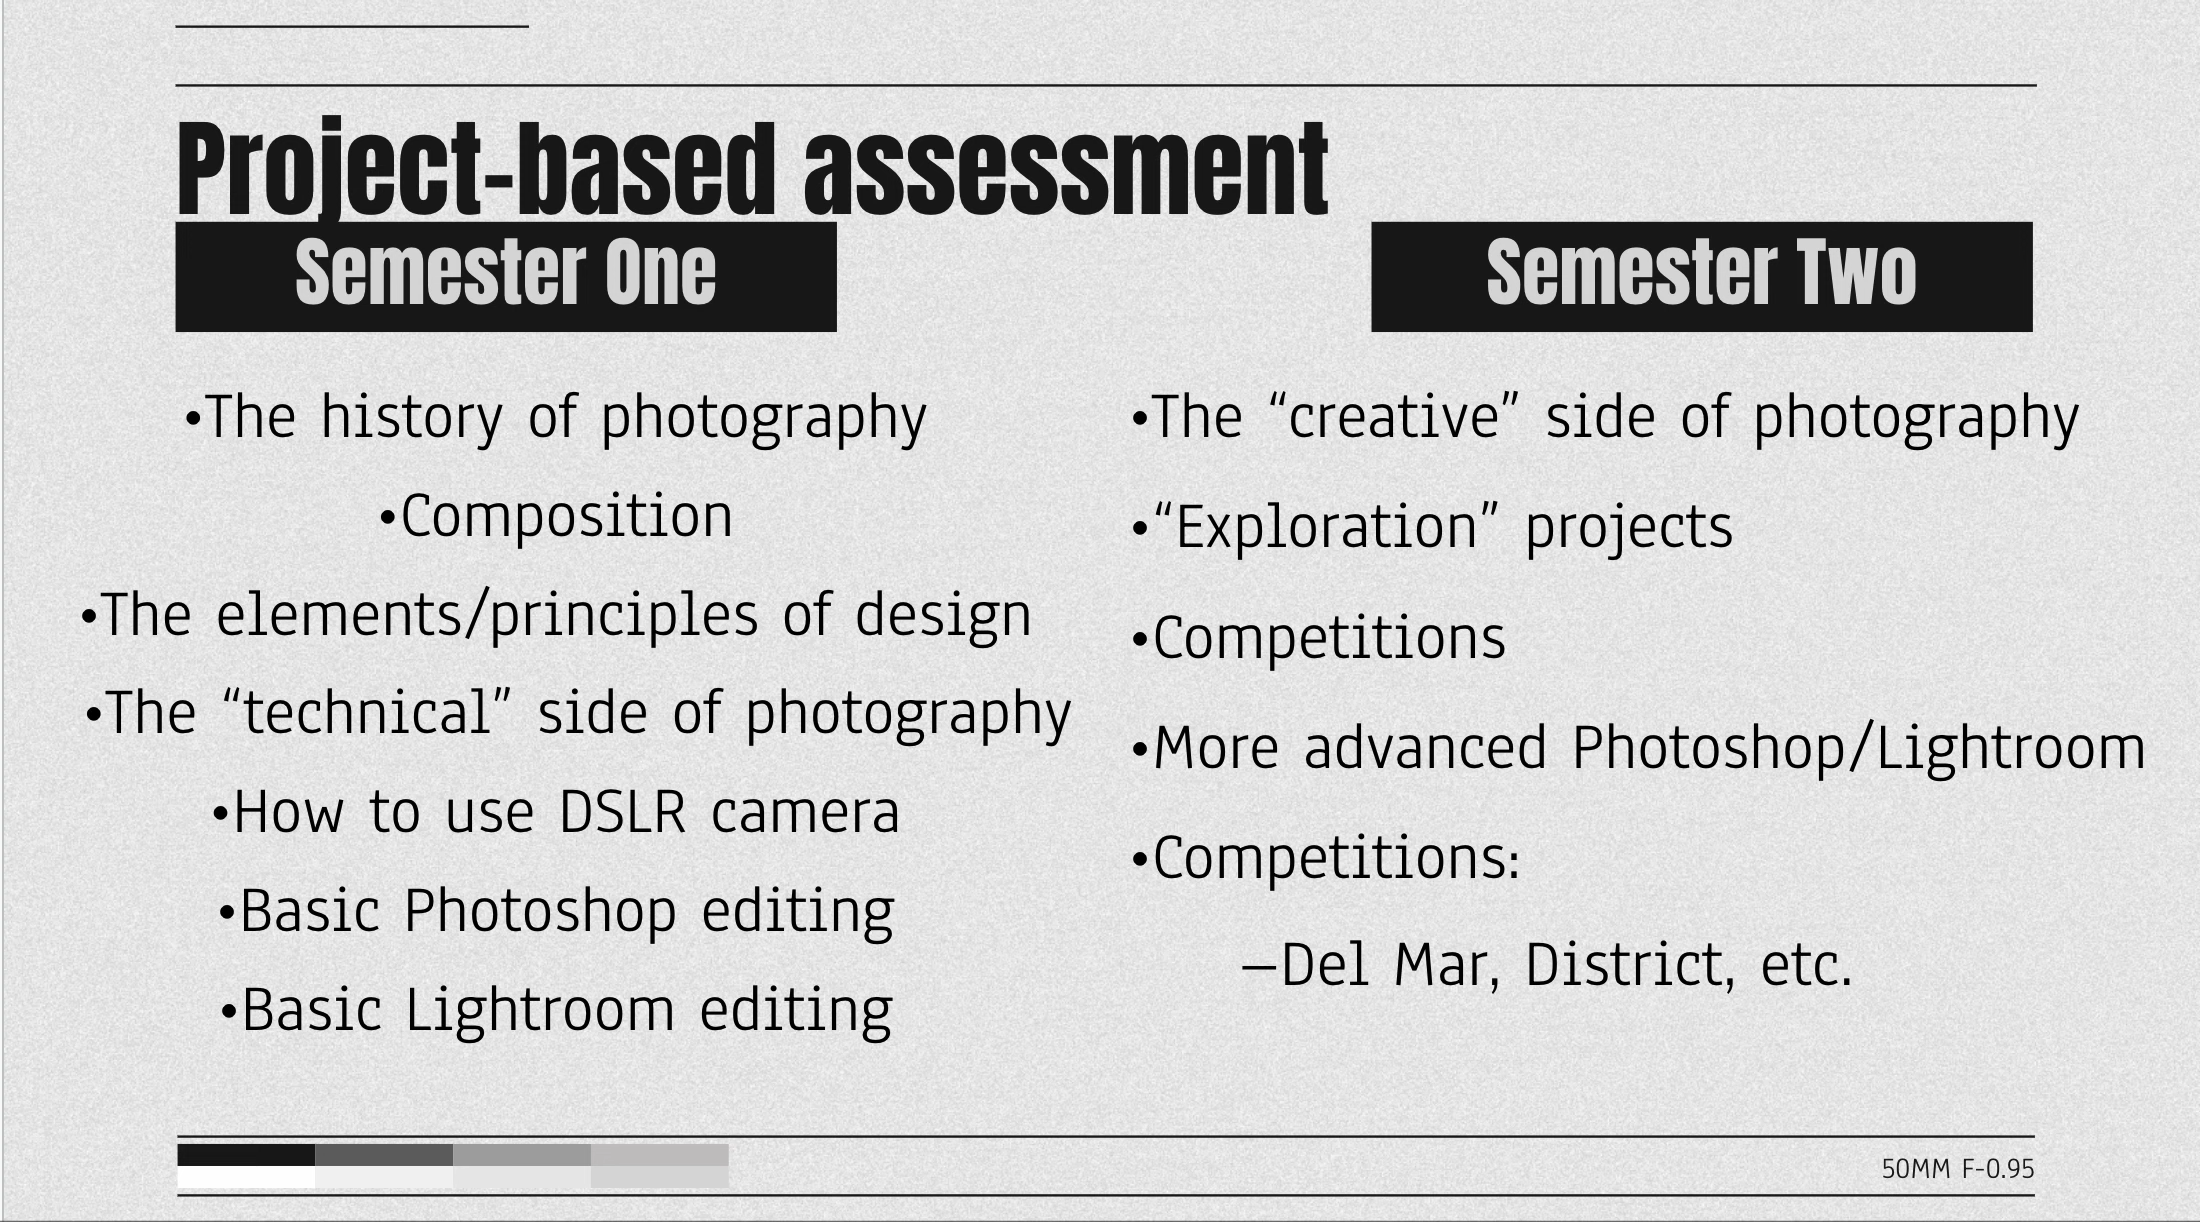 Project-based assessment
Semester One
•The history of photography
•Composition
•The elements/principles of design
•The “technical” side of photography
•How to use DSLR camera
•Basic Photoshop editing
•Basic Lightroom editing
Semester Two
•The “creative” side of photography
•“Exploration” projects
•Competitions
•More advanced Photoshop/Lightroom
•Competitions:
–Del Mar, District, etc.
50MM F-0.95